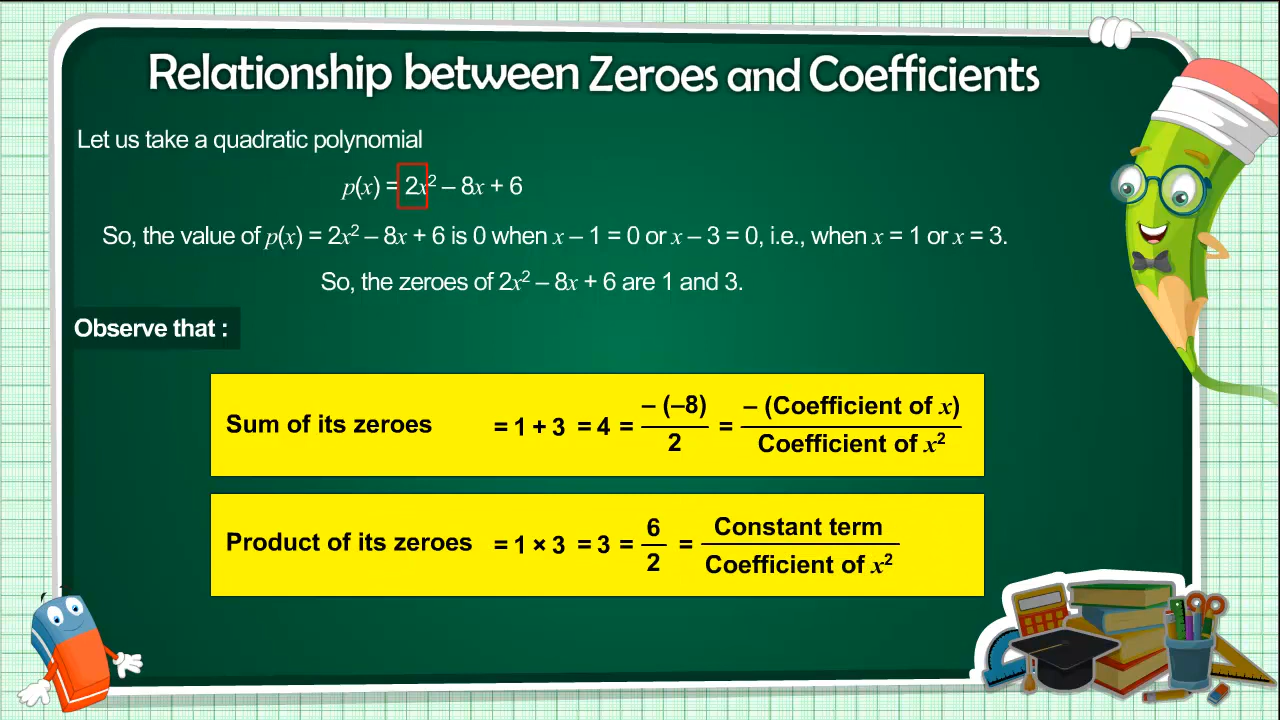 Relationship between Zeroes and Coefficients
Let us take a quadratic polynomial
p(x) = 2x² – 8x + 6
So, the value of p(x) = 2x² – 8x + 6 is 0 when x – 1 = 0 or x – 3 = 0, i.e., when x = 1 or x = 3.
So, the zeroes of 2x² – 8x + 6 are 1 and 3.
Observe that :
Sum of its zeroes = 1 + 3 = 4 = – (–8) / 2 = – (Coefficient of x) / Coefficient of x²
Product of its zeroes = 1 × 3 = 3 = 6 / 2 = Constant term / Coefficient of x²